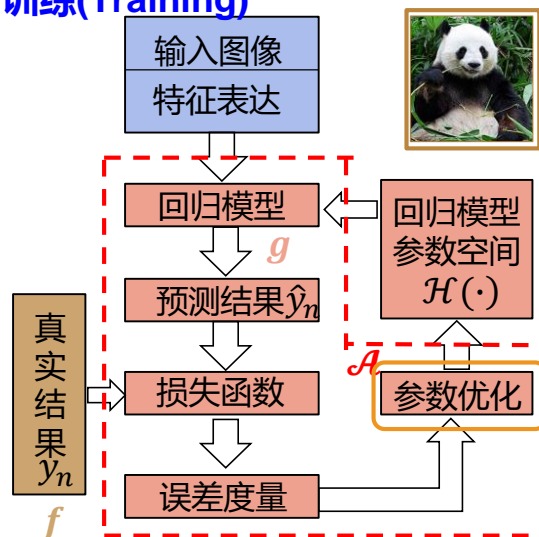 训练(Training)
输入图像
特征表达
回归模型
g
预测结果ŷₙ
损失函数
误差度量
真
实
结
果
yₙ
f
回归模型
参数空间
ℋ(·)
𝒜
参数优化